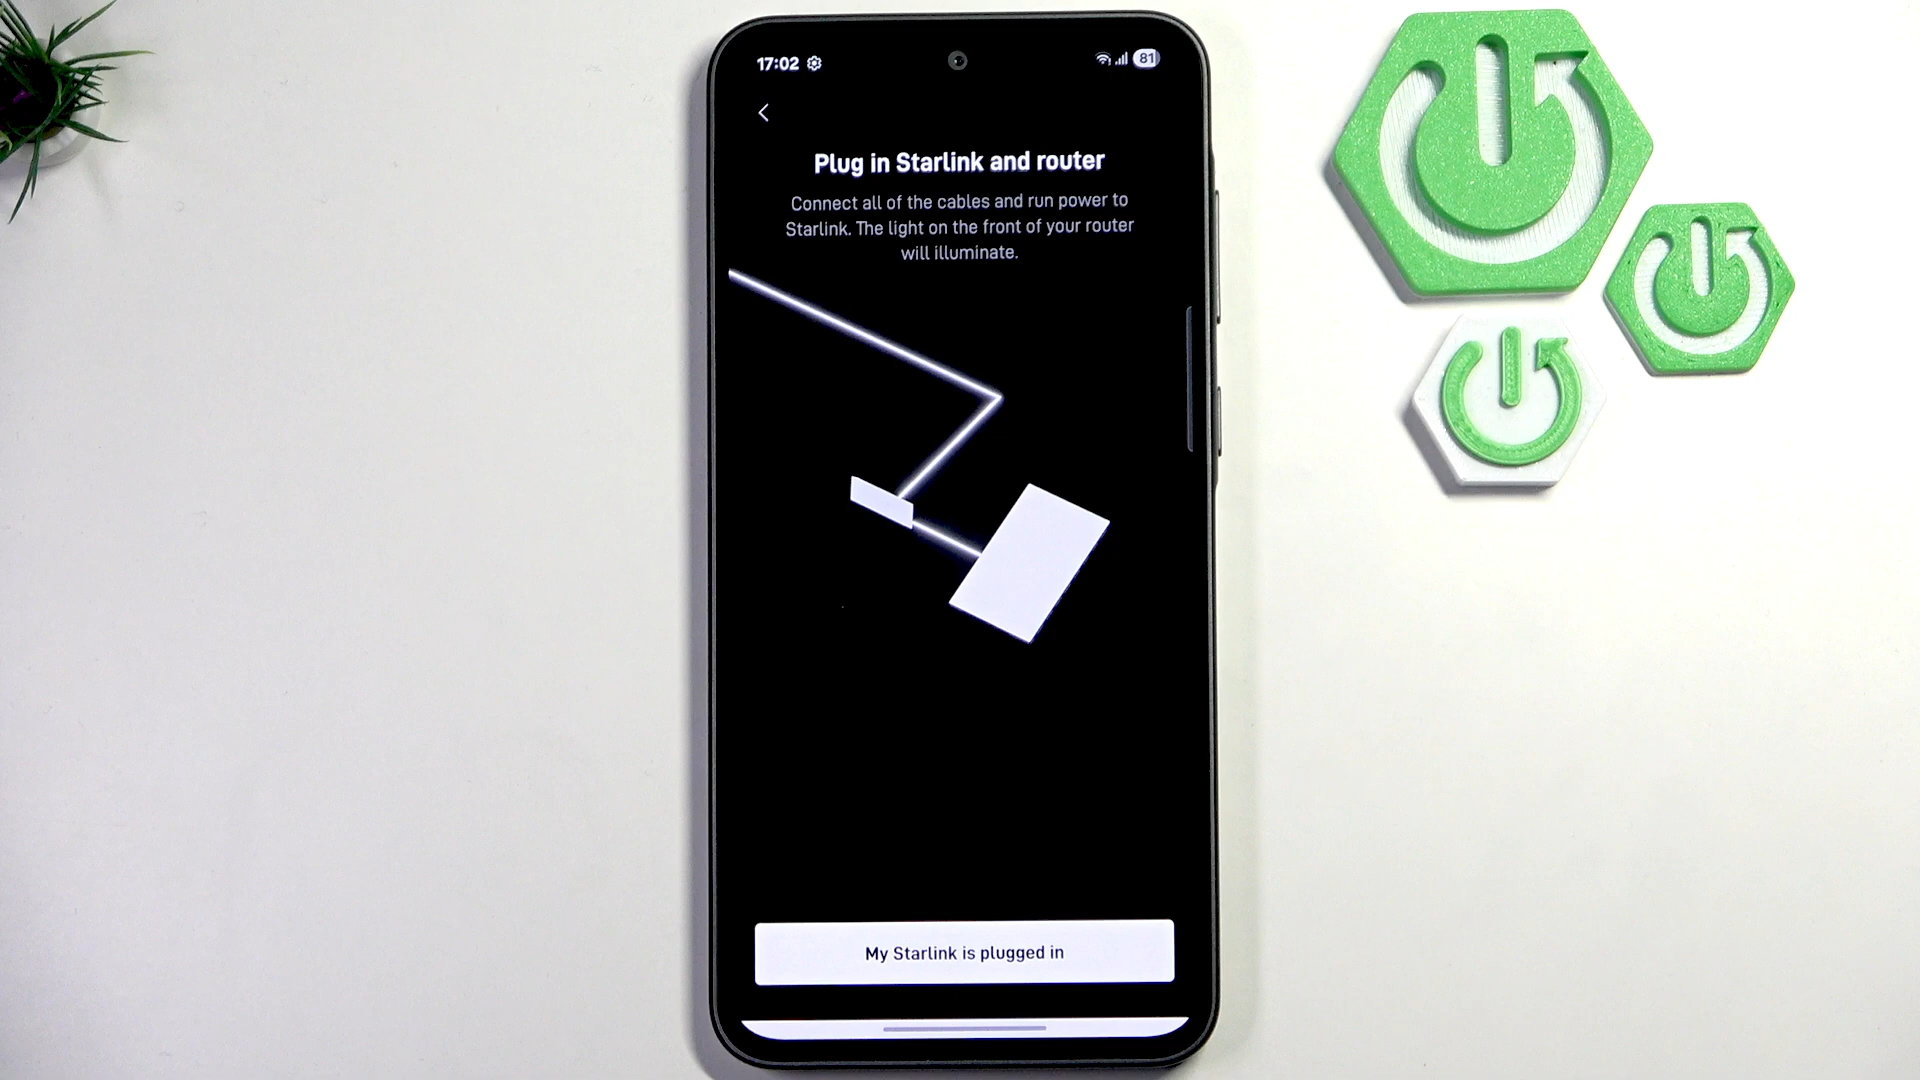 17:02
81
Plug in Starlink and router
Connect all of the cables and run power to
Starlink. The light on the front of your router
will illuminate.
My Starlink is plugged in